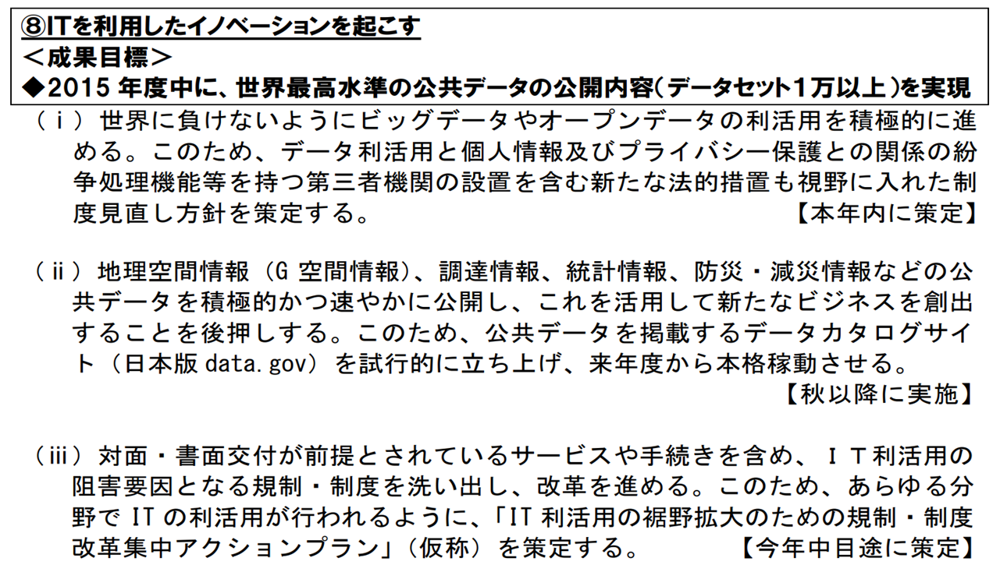 ⑧ITを利用したイノベーションを起こす
＜成果目標＞
◆2015 年度中に、世界最高水準の公共データの公開内容（データセット１万以上）を実現
（ⅰ）世界に負けないようにビッグデータやオープンデータの利活用を積極的に進
める。このため、データ利活用と個人情報及びプライバシー保護との関係の紛
争処理機能等を持つ第三者機関の設置を含む新たな法的措置も視野に入れた制
度見直し方針を策定する。 【本年内に策定】
（ⅱ）地理空間情報（G 空間情報）、調達情報、統計情報、防災・減災情報などの公
共データを積極的かつ速やかに公開し、これを活用して新たなビジネスを創出
することを後押しする。このため、公共データを掲載するデータカタログサイ
ト（日本版 data.gov）を試行的に立ち上げ、来年度から本格稼動させる。
【秋以降に実施】
（ⅲ）対面・書面交付が前提とされているサービスや手続きを含め、ＩＴ利活用の
阻害要因となる規制・制度を洗い出し、改革を進める。このため、あらゆる分
野で IT の利活用が行われるように、「IT 利活用の裾野拡大のための規制・制度
改革集中アクションプラン」（仮称）を策定する。 【今年中目途に策定】